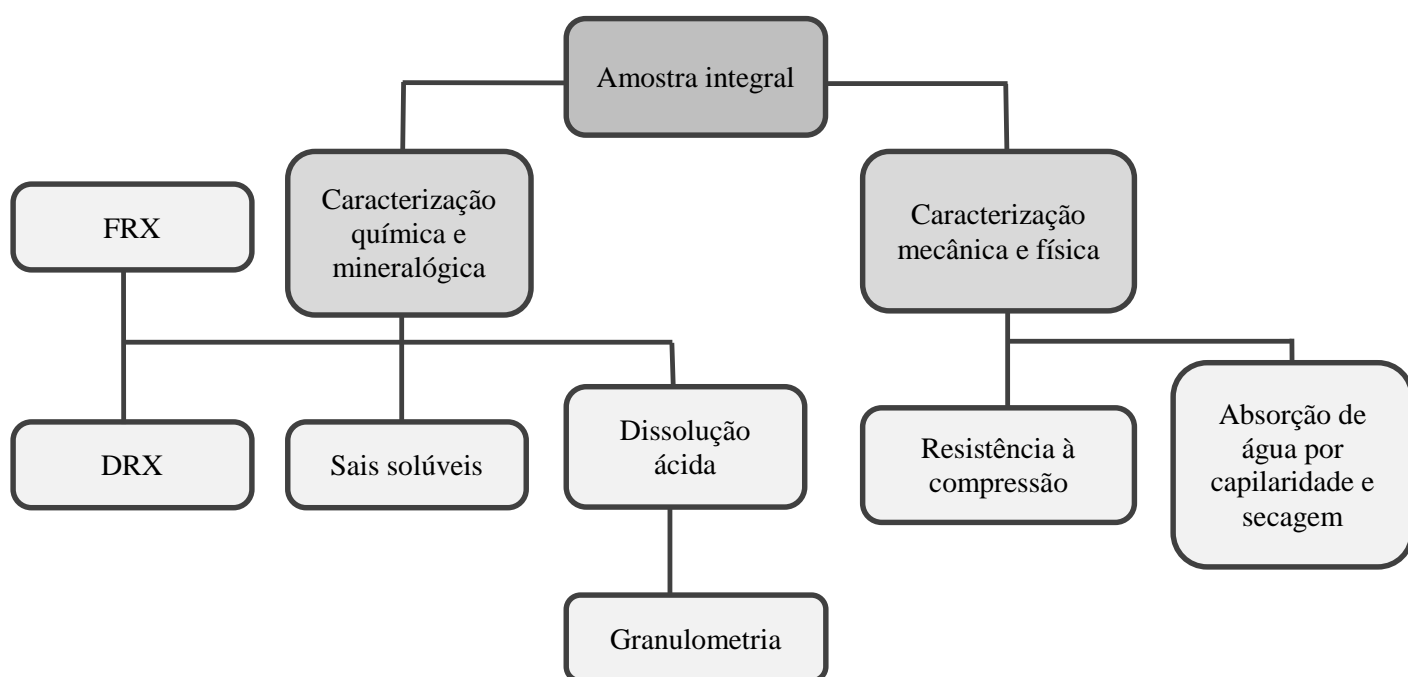 Amostra integral
Caracterização
química e
mineralógica
Caracterização
mecânica e física
FRX
DRX
Sais solúveis
Dissolução
ácida
Resistência à
compressão
Absorção de
água por
capilaridade e
secagem
Granulometria